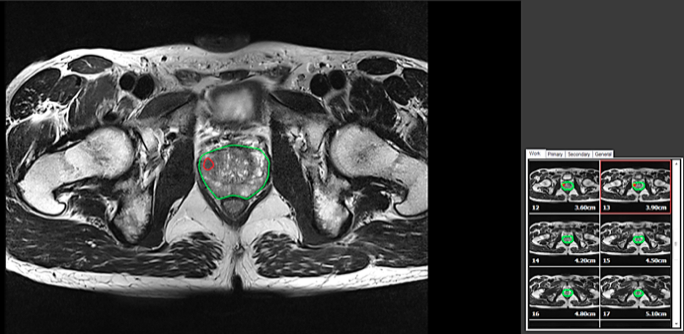 Work Primary Secondary General
12 3.60cm 13 3.90cm
14 4.20cm 15 4.50cm
16 4.80cm 17 5.10cm